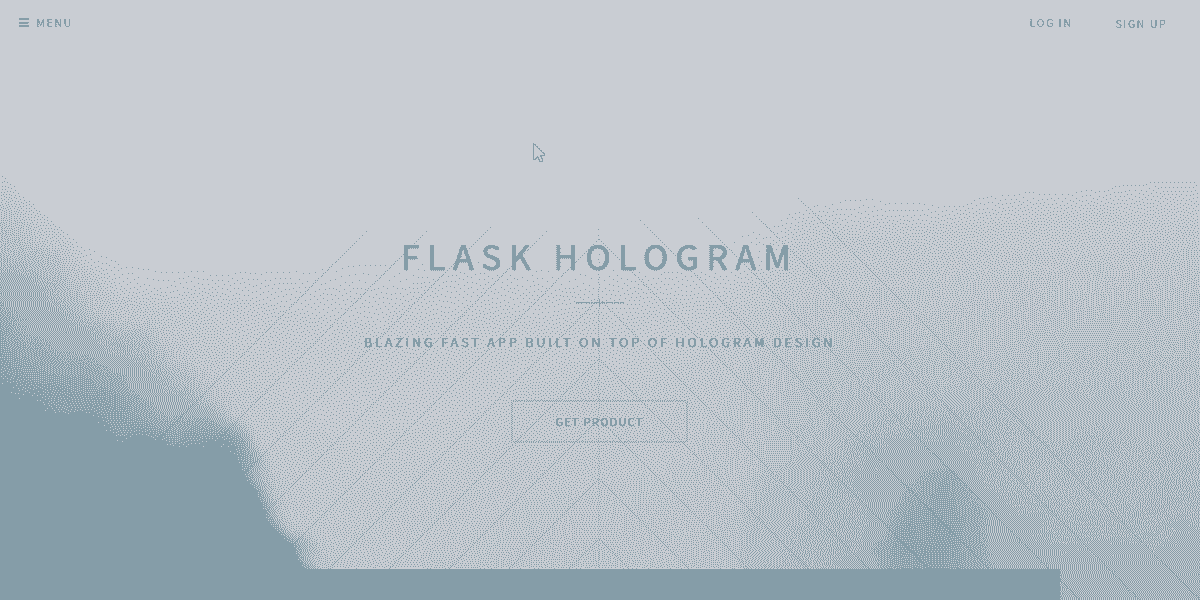 MENU
LOG IN
SIGN UP
FLASK HOLOGRAM
BLAZING FAST APP BUILT ON TOP OF HOLOGRAM DESIGN
GET PRODUCT